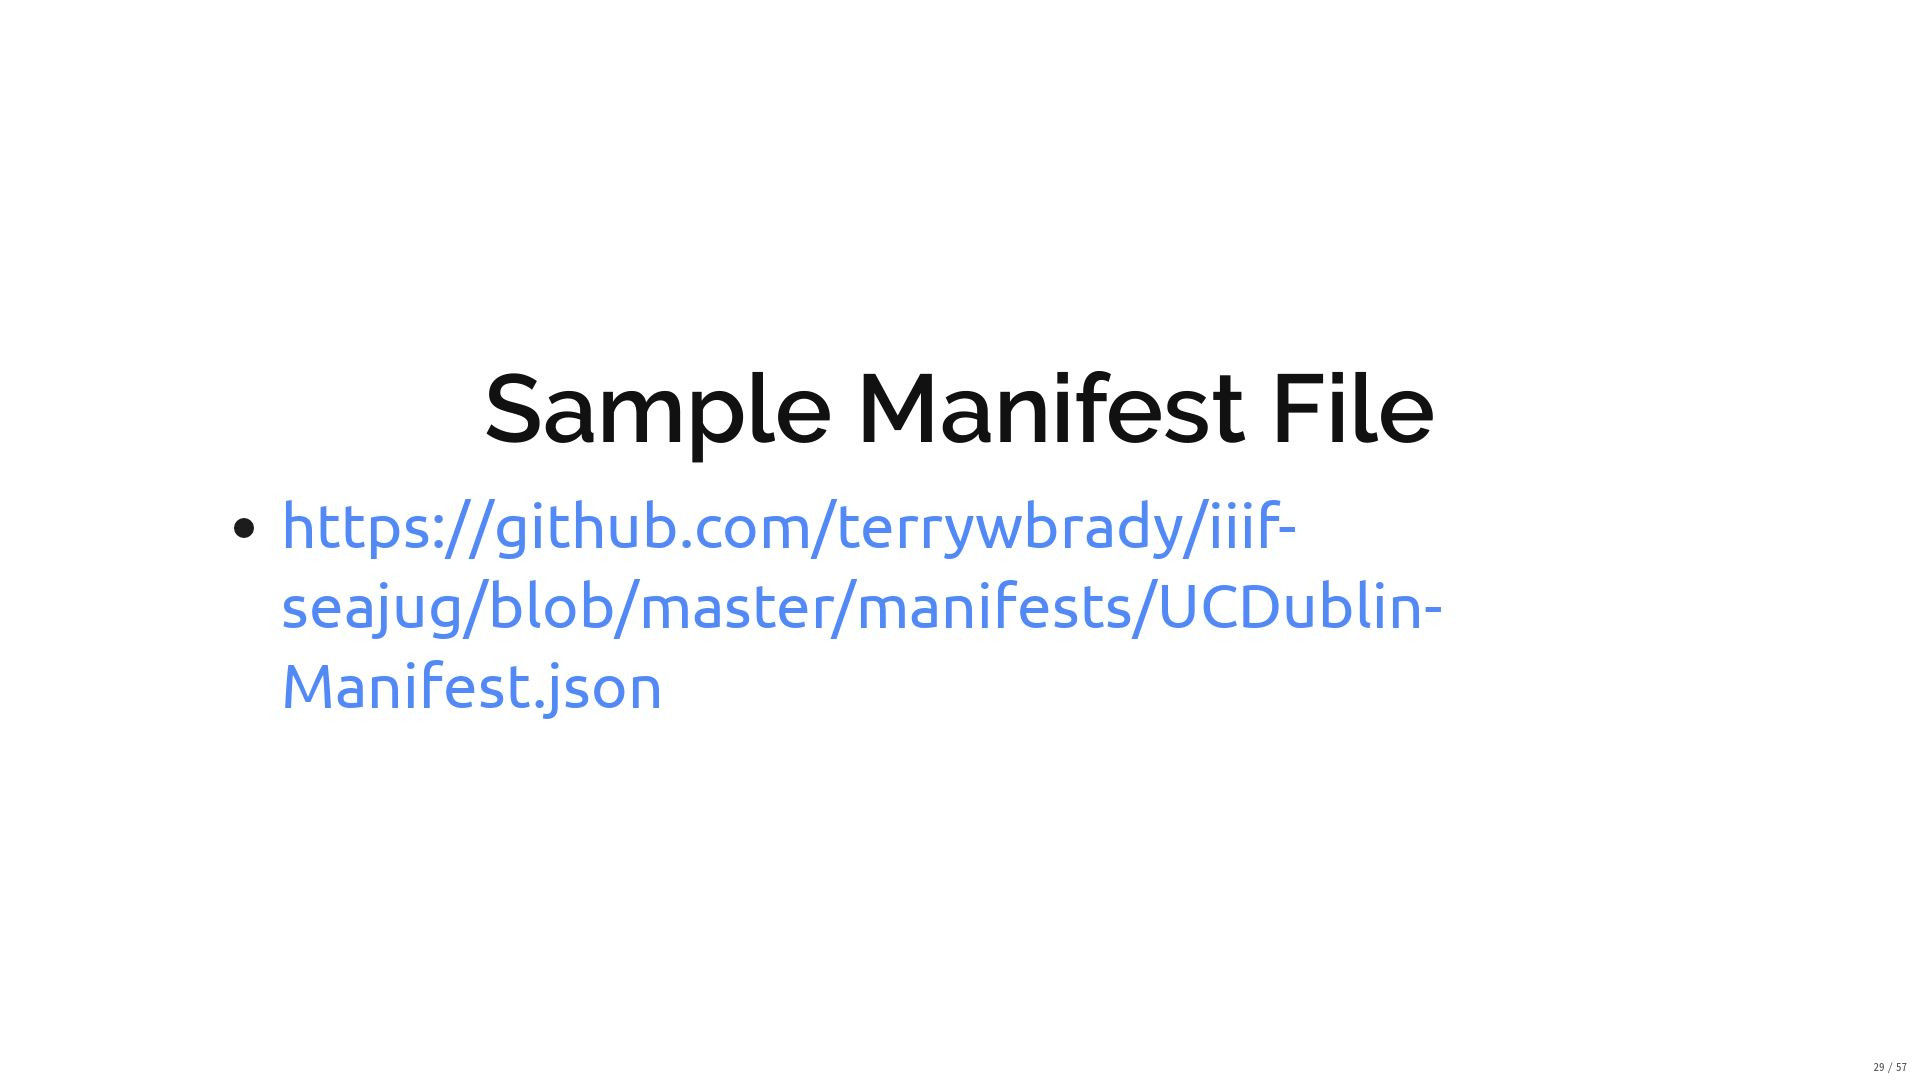 Sample Manifest File
• https://github.com/terrywbrady/iiif-
seajug/blob/master/manifests/UCDublin-
Manifest.json
29 / 57